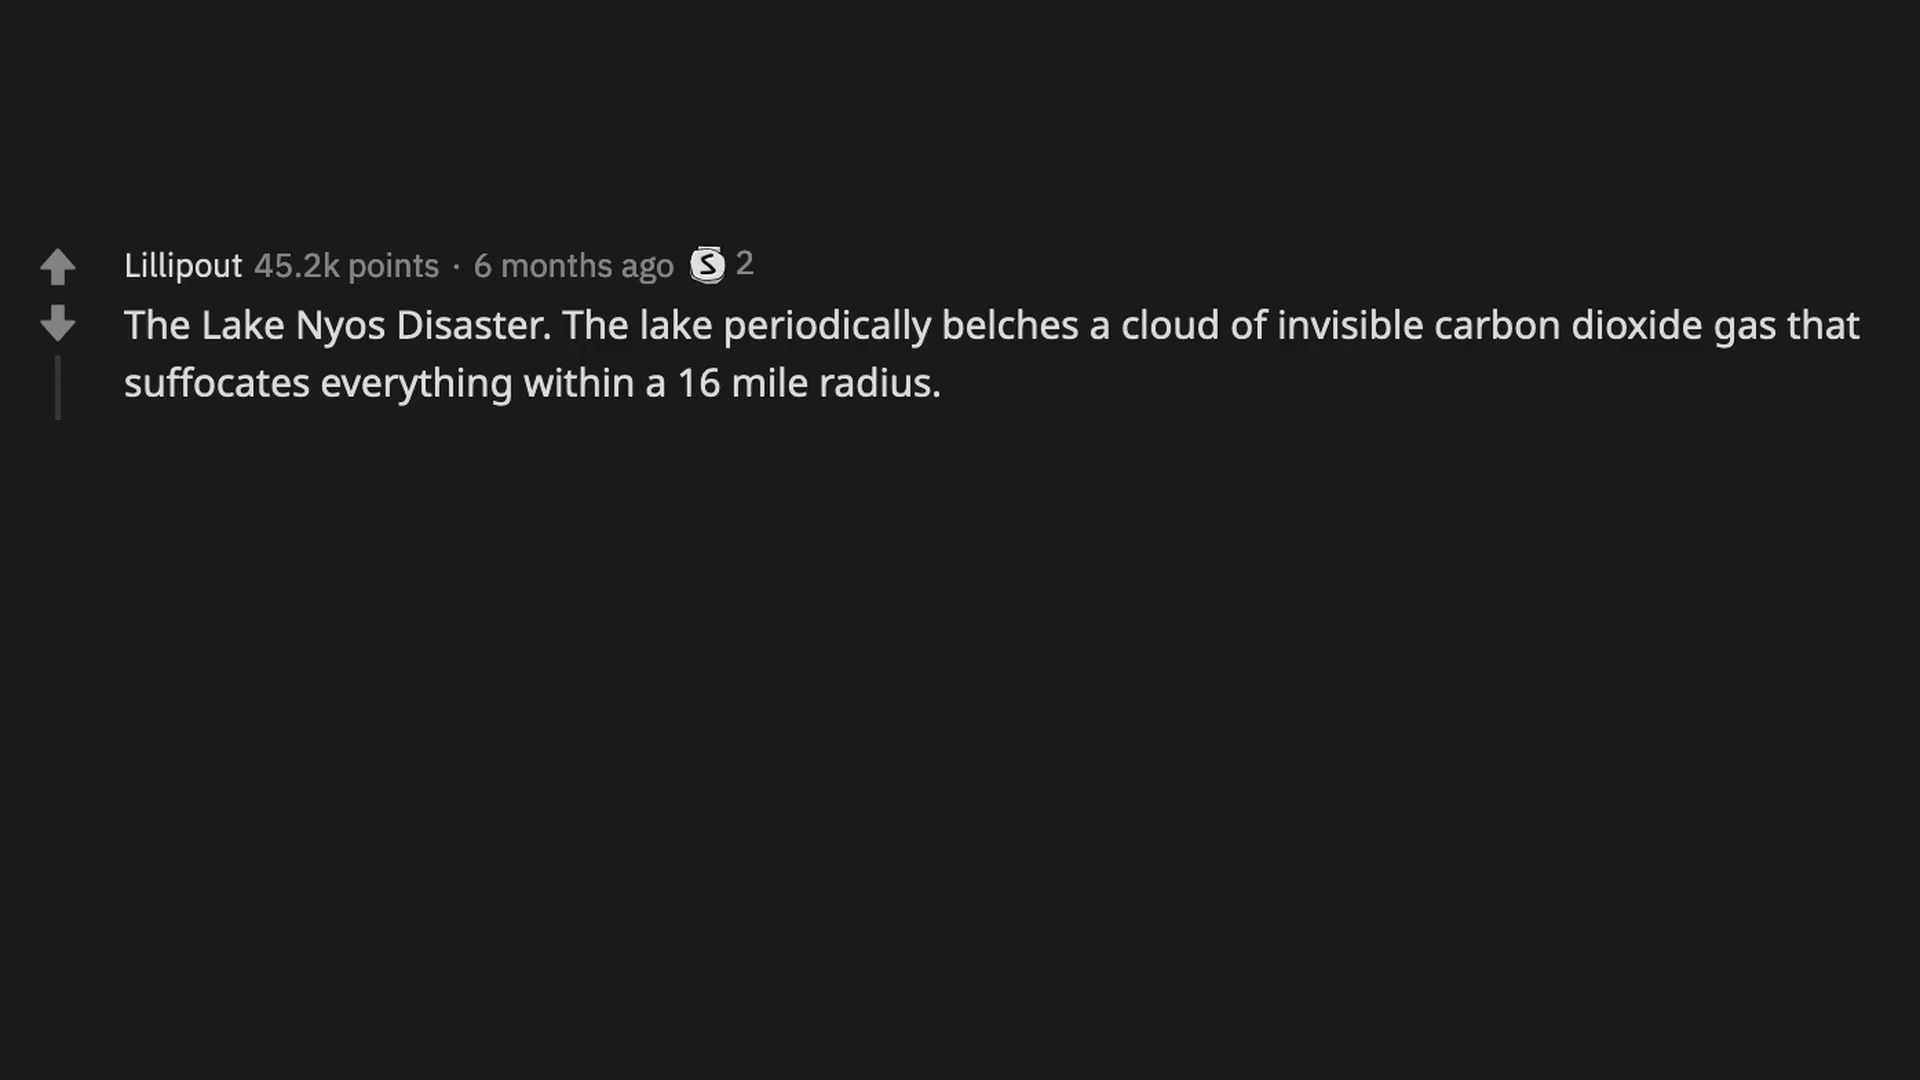 Lillipout 45.2k points · 6 months ago S 2
The Lake Nyos Disaster. The lake periodically belches a cloud of invisible carbon dioxide gas that
suffocates everything within a 16 mile radius.